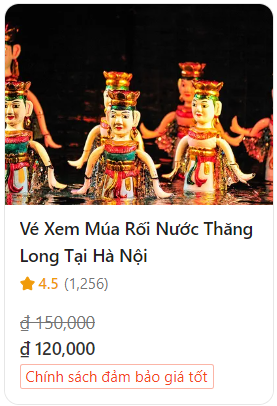 Vé Xem Múa Rối Nước Thăng
Long Tại Hà Nội
4.5 (1,256)
₫ 150,000
₫ 120,000
Chính sách đảm bảo giá tốt